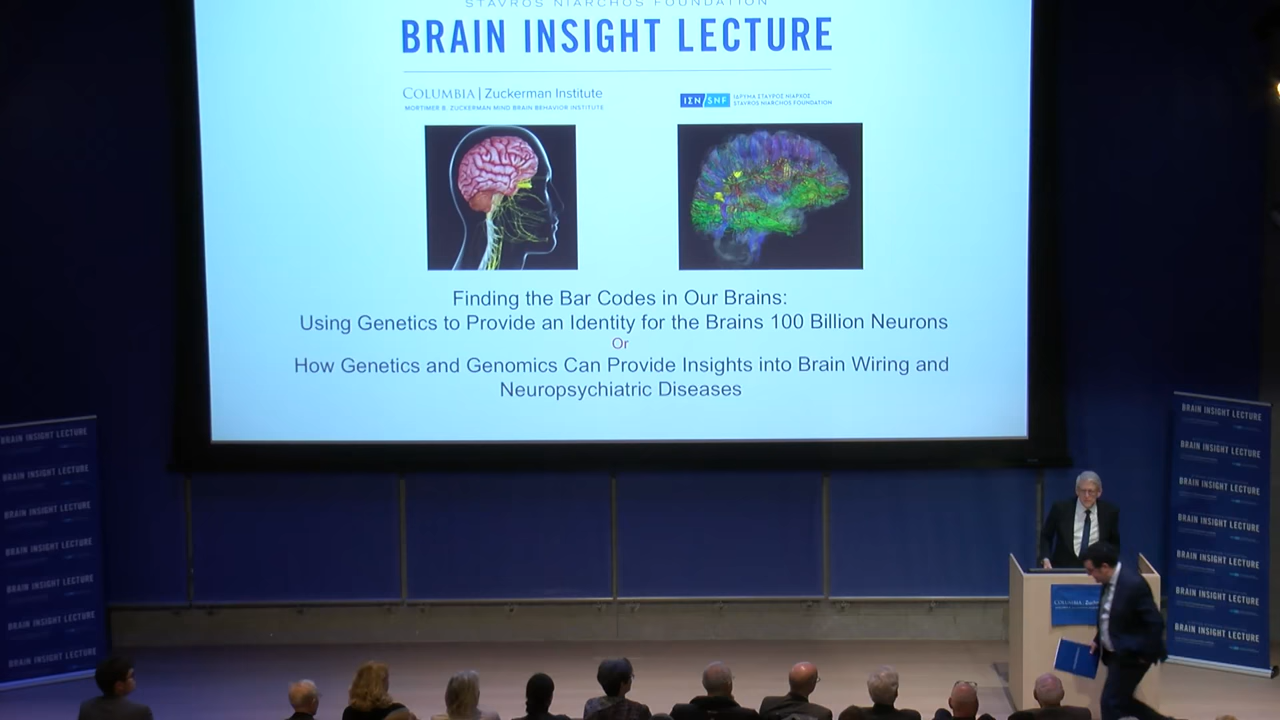 STAVROS NIARCHOS FOUNDATION
BRAIN INSIGHT LECTURE
COLUMBIA | Zuckerman Institute
MORTIMER B. ZUCKERMAN MIND BRAIN BEHAVIOR INSTITUTE
ΙΣΝ/SNF
ΙΔΡΥΜΑ ΣΤΑΥΡΟΣ ΝΙΑΡΧΟΣ
STAVROS NIARCHOS FOUNDATION
Finding the Bar Codes in Our Brains:
Using Genetics to Provide an Identity for the Brains 100 Billion Neurons
Or
How Genetics and Genomics Can Provide Insights into Brain Wiring and
Neuropsychiatric Diseases
BRAIN INSIGHT LECTURE
BRAIN INSIGHT LECTURE
BRAIN INSIGHT LECTURE
BRAIN INSIGHT LECTURE
BRAIN INSIGHT LECTURE
BRAIN INSIGHT LECTURE
BRAIN INSIGHT LECTURE
BRAIN INSIGHT LECTURE
BRAIN INSIGHT LECTURE
BRAIN INSIGHT LECTURE
BRAIN INSIGHT LECTURE
BRAIN INSIGHT LECTURE
BRAIN INSIGHT LECTURE
BRAIN INSIGHT LECTURE
COLUMBIA